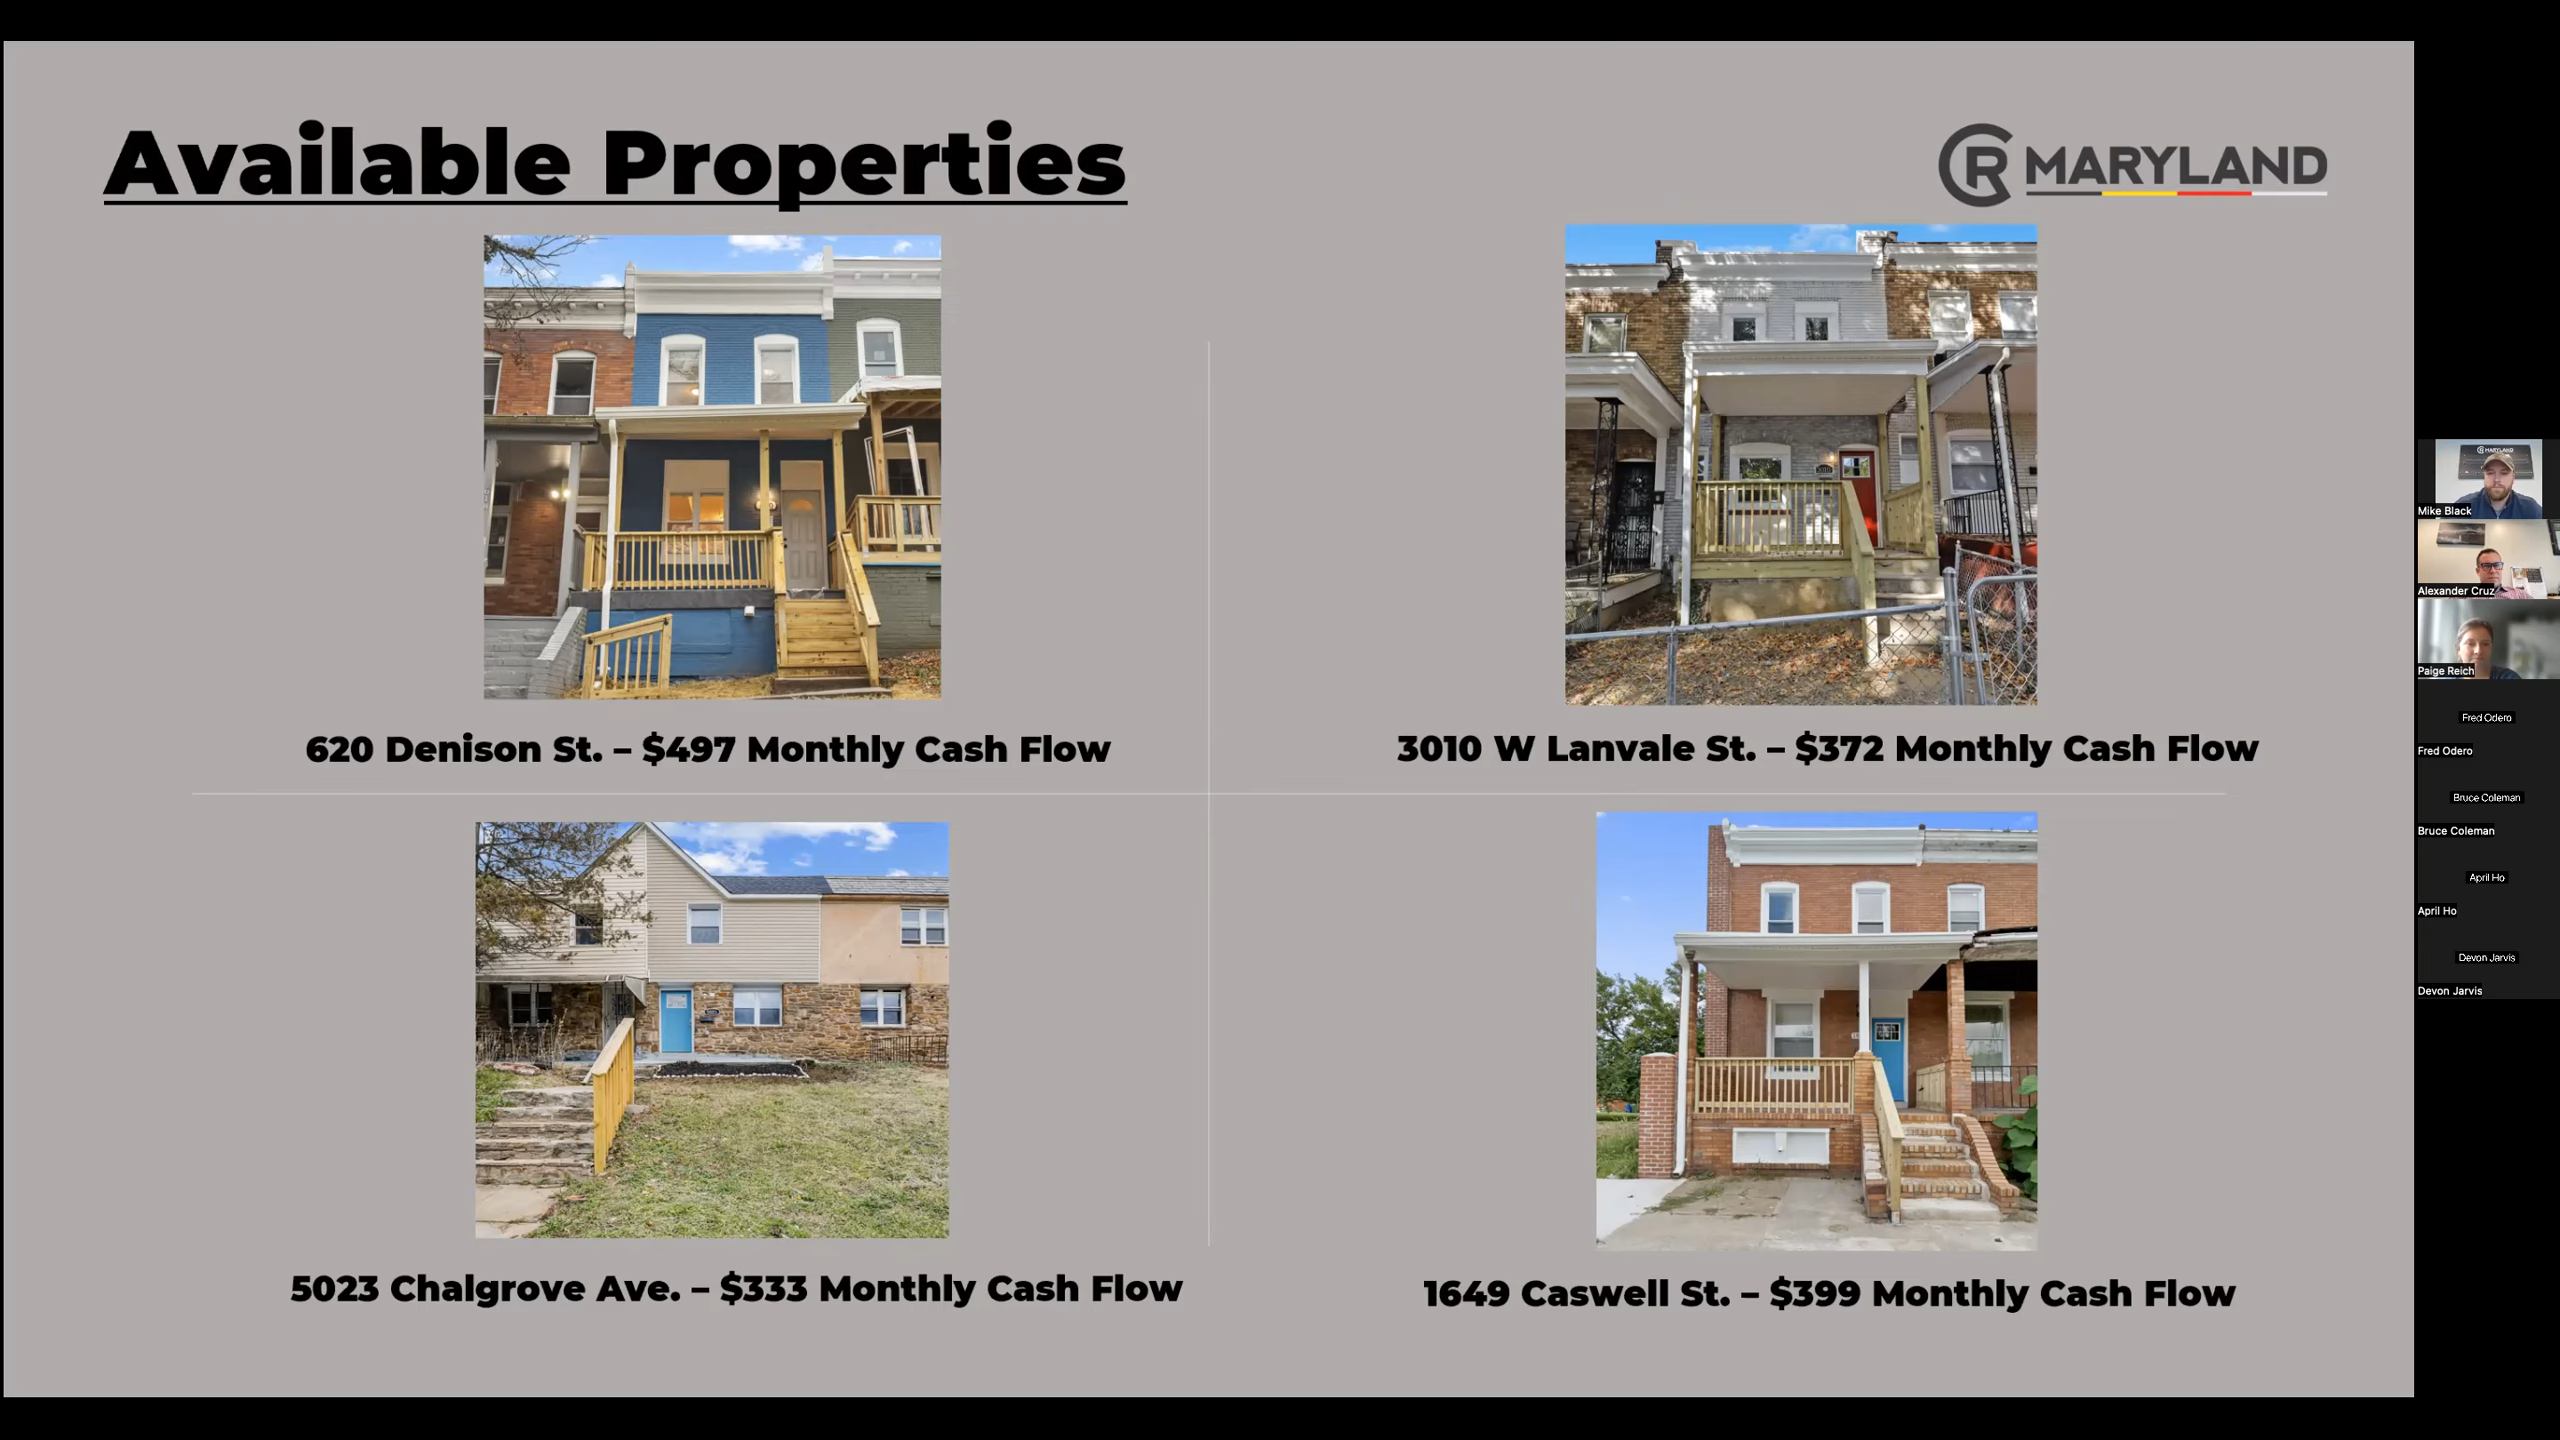 Available Properties
CR MARYLAND
620 Denison St. – $497 Monthly Cash Flow
3010 W Lanvale St. – $372 Monthly Cash Flow
5023 Chalgrove Ave. – $333 Monthly Cash Flow
1649 Caswell St. – $399 Monthly Cash Flow
MARYLAND
Mike Black
Alexander Cruz
Paige Reich
Fred Odero
Fred Odero
Bruce Coleman
Bruce Coleman
April Ho
April Ho
Devon Jarvis
Devon Jarvis